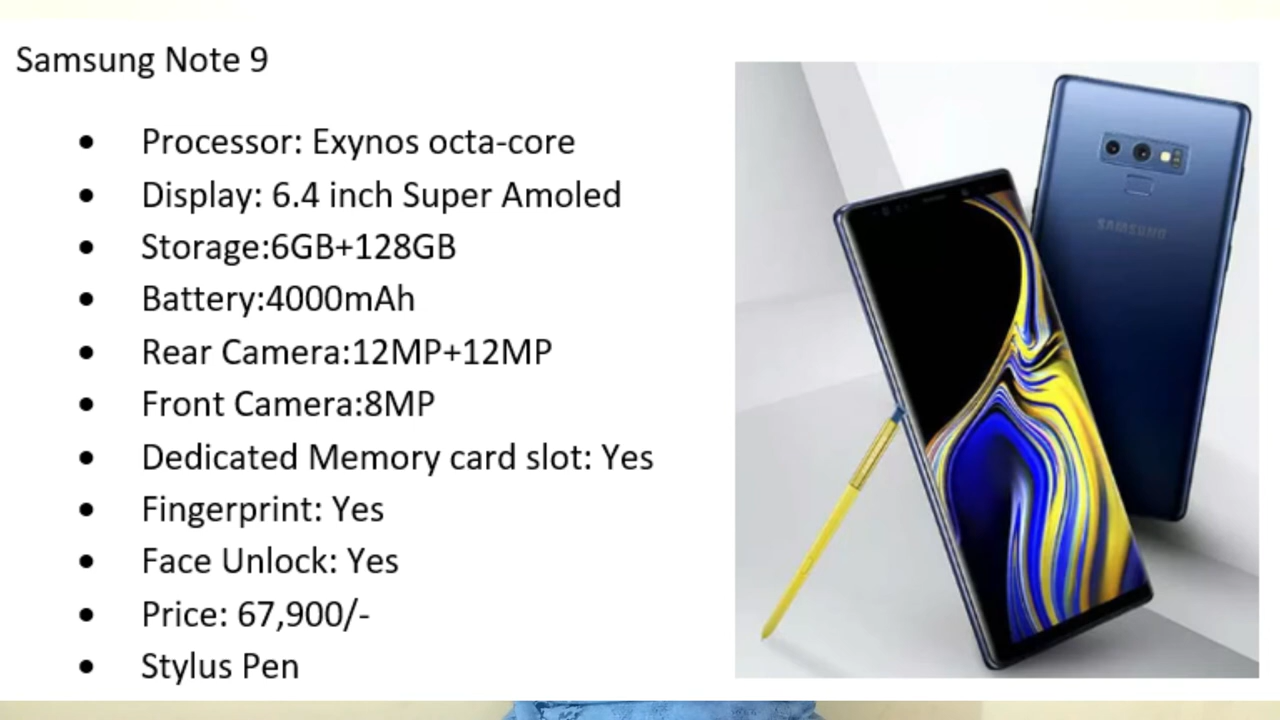 Samsung Note 9
• Processor: Exynos octa-core
• Display: 6.4 inch Super Amoled
• Storage:6GB+128GB
• Battery:4000mAh
• Rear Camera:12MP+12MP
• Front Camera:8MP
• Dedicated Memory card slot: Yes
• Fingerprint: Yes
• Face Unlock: Yes
• Price: 67,900/-
• Stylus Pen
SAMSUNG